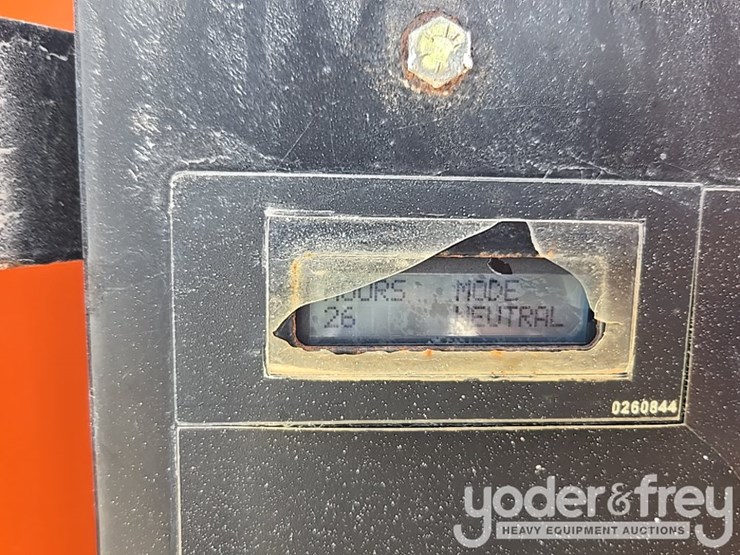 HOURS MODE
26 NEUTRAL
0260844
yoder&frey
HEAVY EQUIPMENT AUCTIONS